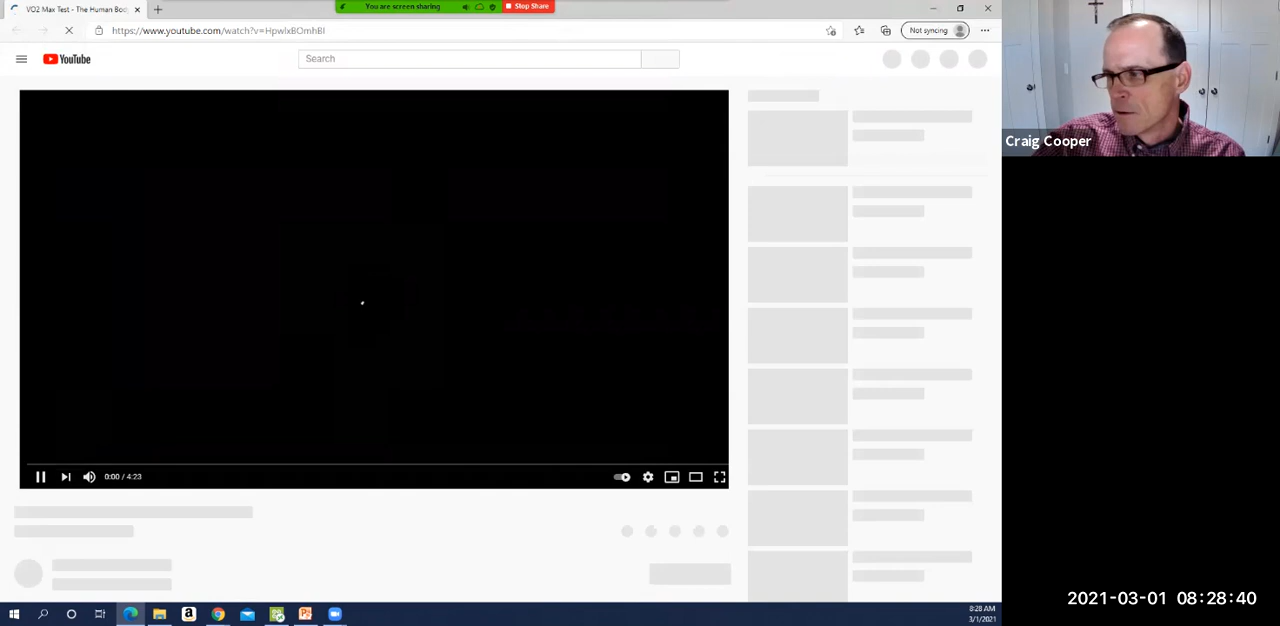 VO2 Max Test - The Human Bod
You are screen sharing
Stop Share
https://www.youtube.com/watch?v=HpwlxBOmhBI
Not syncing
YouTube
Search
Craig Cooper
0:00 / 4:23
8:28 AM
3/1/2021
2021-03-01 08:28:40